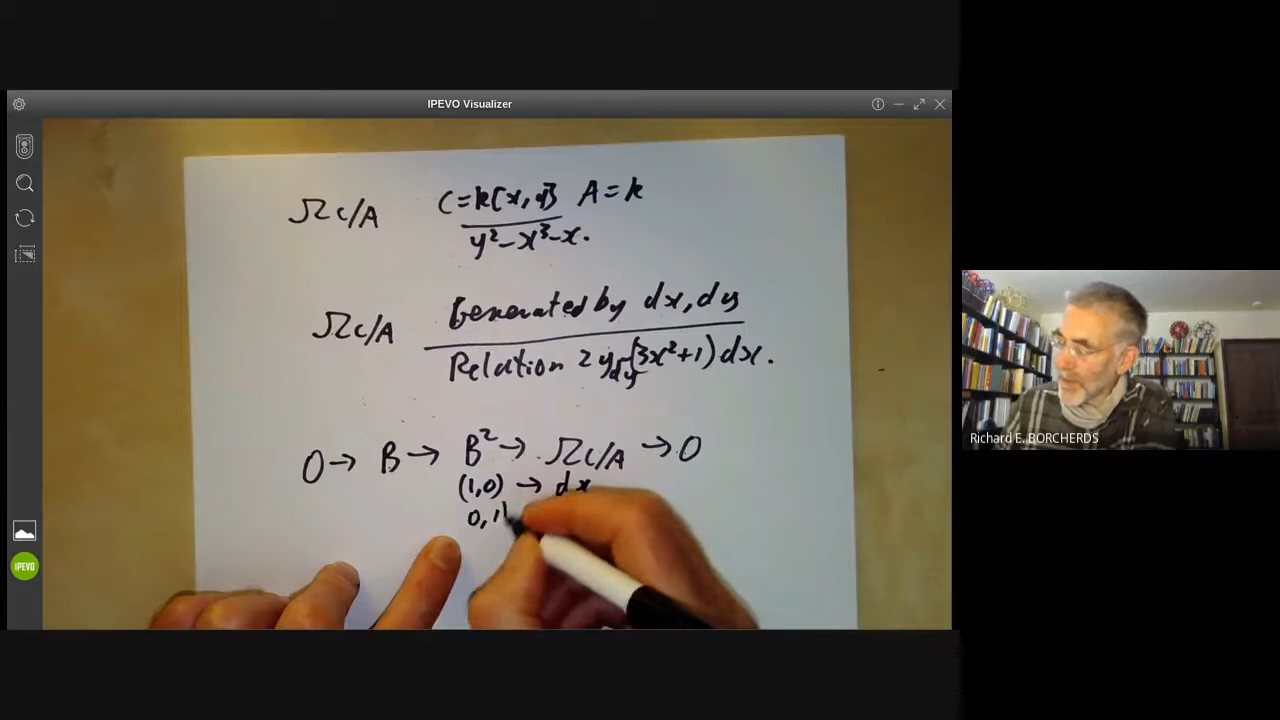 IPEVO Visualizer
Ω C/A C = k[x,y] A = k
y² - x³ - x.
Ω C/A Generated by dx, dy
Relation 2y dy - (3x²+1) dx.
0 → B → B² → Ω C/A → 0
(1,0) → dx
0,1)
IPEVO
Richard E. BORCHERDS